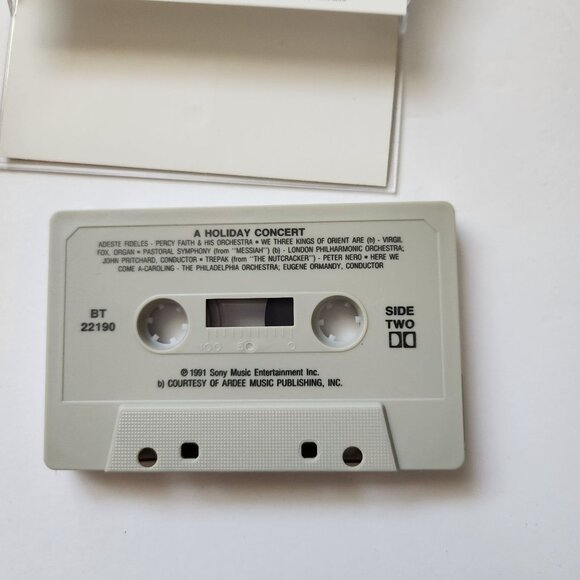 A HOLIDAY CONCERT
ADESTE FIDELES - PERCY FAITH & HIS ORCHESTRA • WE THREE KINGS OF ORIENT ARE (b) - VIRGIL
FOX, ORGAN • PASTORAL SYMPHONY (from "MESSIAH") (b) - LONDON PHILHARMONIC ORCHESTRA;
JOHN PRITCHARD, CONDUCTOR • TREPAK (from "THE NUTCRACKER") - PETER NERO • HERE WE
COME A-CAROLING - THE PHILADELPHIA ORCHESTRA; EUGENE ORMANDY, CONDUCTOR
BT
22190
SIDE
TWO
100 50 0
℗ 1991 Sony Music Entertainment Inc.
b) COURTESY OF ARDEE MUSIC PUBLISHING, INC.